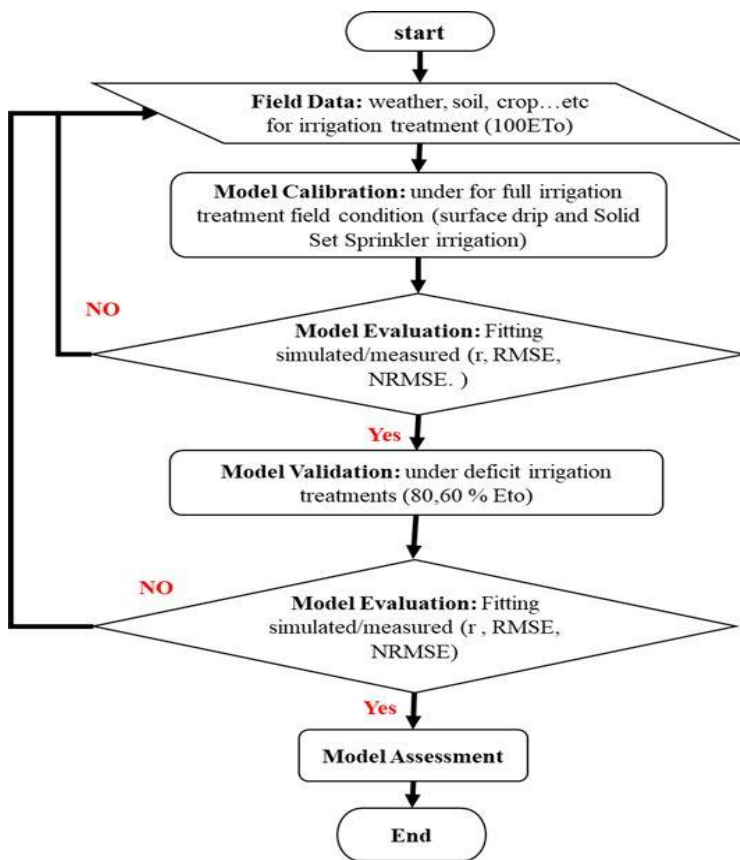 start
Field Data: weather, soil, crop…etc
for irrigation treatment (100ETo)
Model Calibration: under for full irrigation
treatment field condition (surface drip and Solid
Set Sprinkler irrigation)
NO
Model Evaluation: Fitting
simulated/measured (r, RMSE,
NRMSE. )
Yes
Model Validation: under deficit irrigation
treatments (80,60 % Eto)
NO
Model Evaluation: Fitting
simulated/measured (r , RMSE,
NRMSE)
Yes
Model Assessment
End